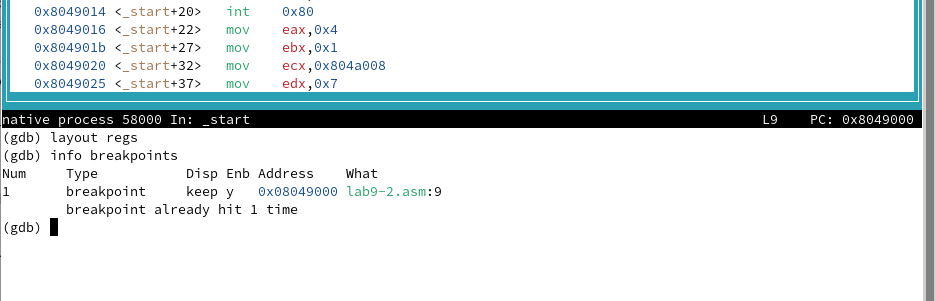 0x8049014 <_start+20> int 0x80
0x8049016 <_start+22> mov eax,0x4
0x804901b <_start+27> mov ebx,0x1
0x8049020 <_start+32> mov ecx,0x804a008
0x8049025 <_start+37> mov edx,0x7
native process 58000 In: _start L9 PC: 0x8049000
(gdb) layout regs
(gdb) info breakpoints
Num Type Disp Enb Address What
1 breakpoint keep y 0x08049000 lab9-2.asm:9
breakpoint already hit 1 time
(gdb)